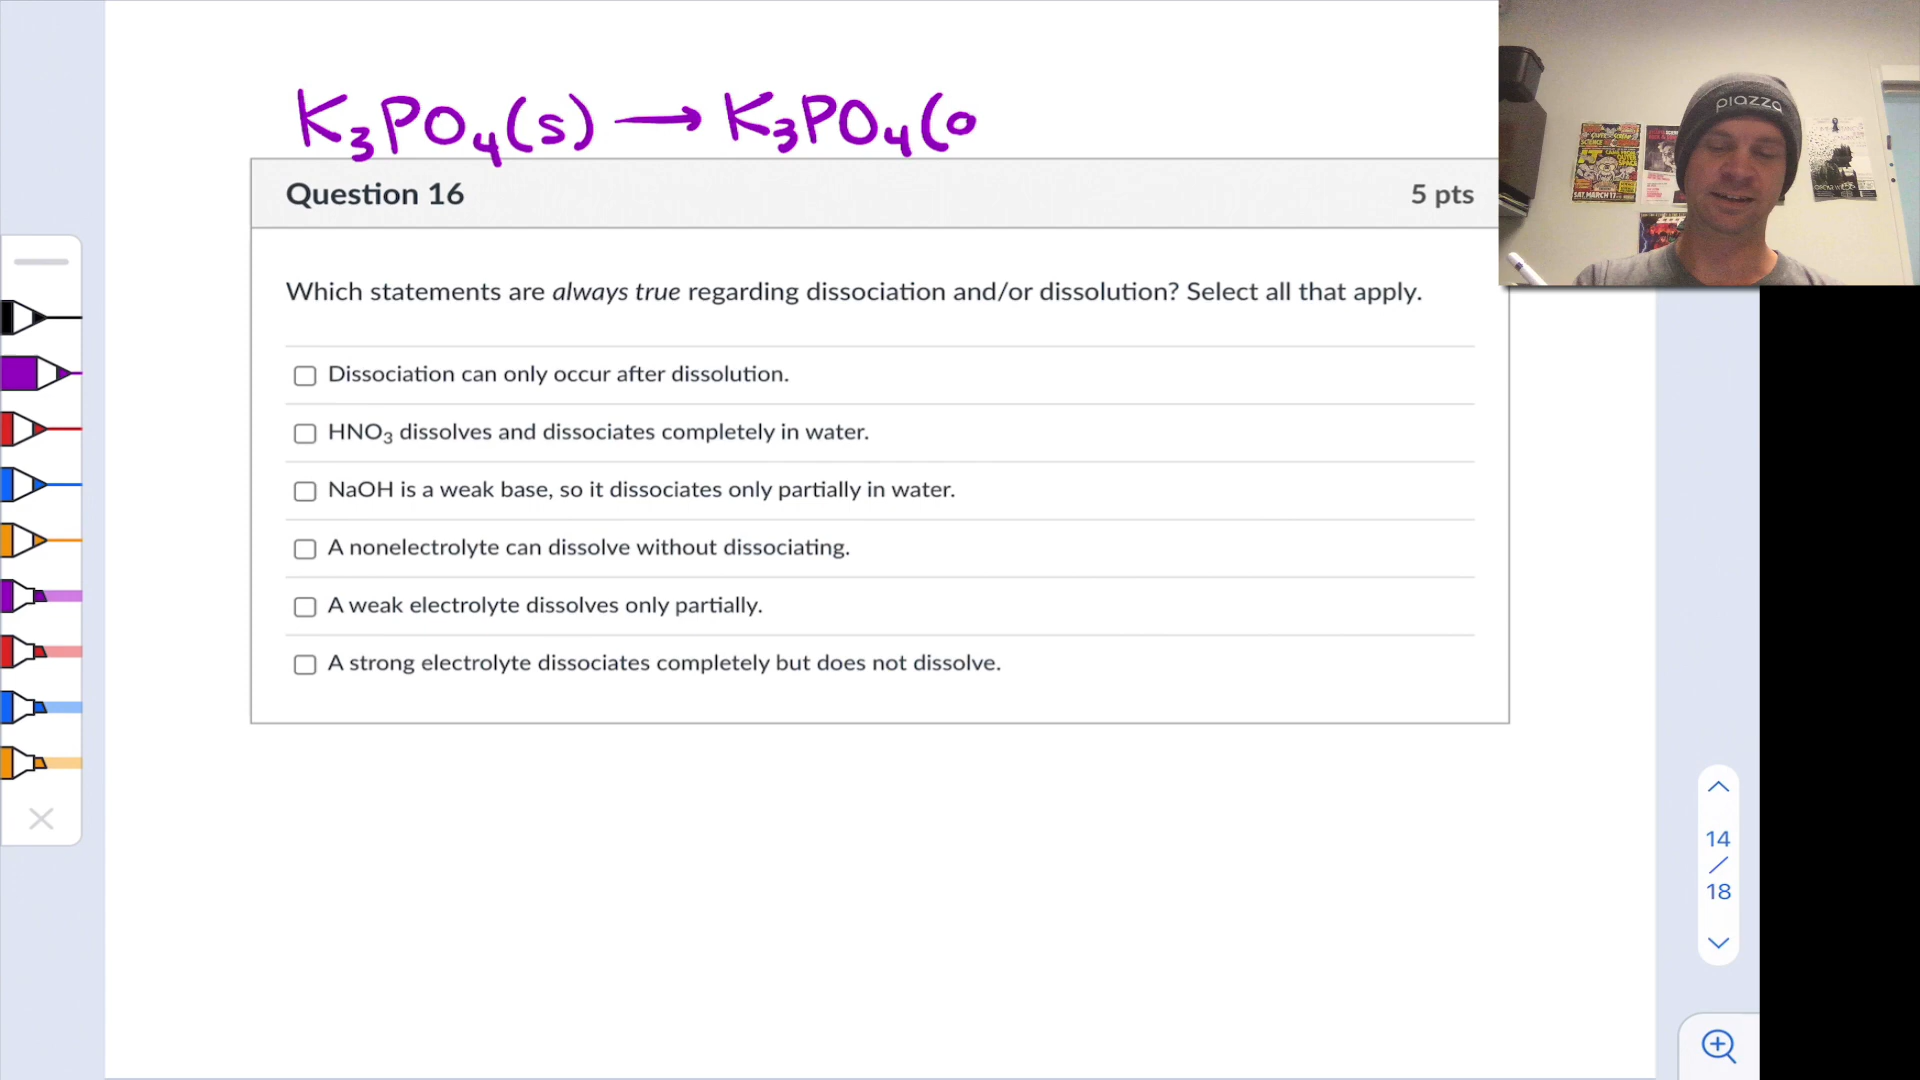 K₃PO₄(s) → K₃PO₄(a
piazza
Question 16
5 pts
Which statements are always true regarding dissociation and/or dissolution? Select all that apply.
Dissociation can only occur after dissolution.
HNO₃ dissolves and dissociates completely in water.
NaOH is a weak base, so it dissociates only partially in water.
A nonelectrolyte can dissolve without dissociating.
A weak electrolyte dissolves only partially.
A strong electrolyte dissociates completely but does not dissolve.
14
/
18